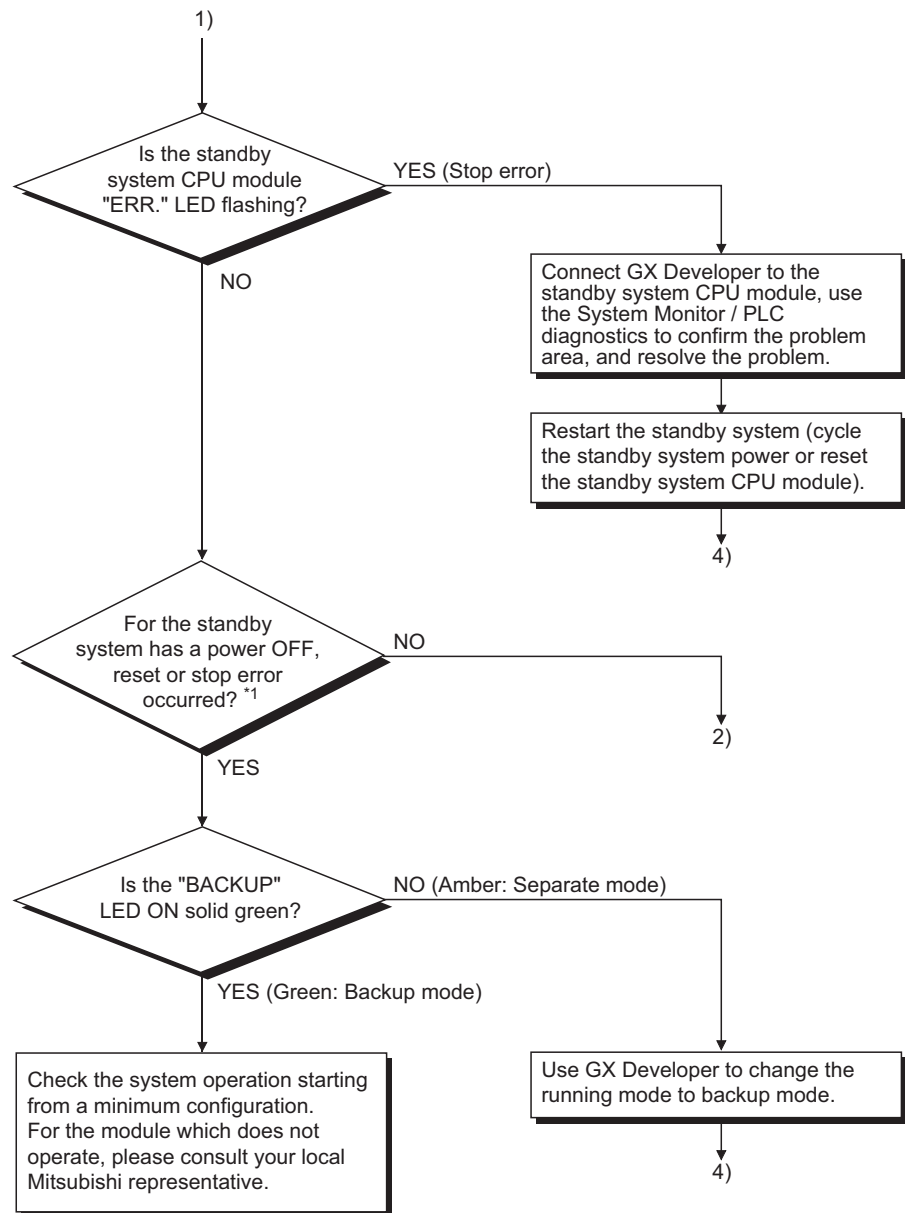 1)
Is the standby
system CPU module
"ERR." LED flashing?
YES (Stop error)
NO
Connect GX Developer to the
standby system CPU module, use
the System Monitor / PLC
diagnostics to confirm the problem
area, and resolve the problem.
Restart the standby system (cycle
the standby system power or reset
the standby system CPU module).
4)
For the standby
system has a power OFF,
reset or stop error
occurred? *1
NO
2)
YES
Is the "BACKUP"
LED ON solid green?
NO (Amber: Separate mode)
YES (Green: Backup mode)
Check the system operation starting
from a minimum configuration.
For the module which does not
operate, please consult your local
Mitsubishi representative.
Use GX Developer to change the
running mode to backup mode.
4)